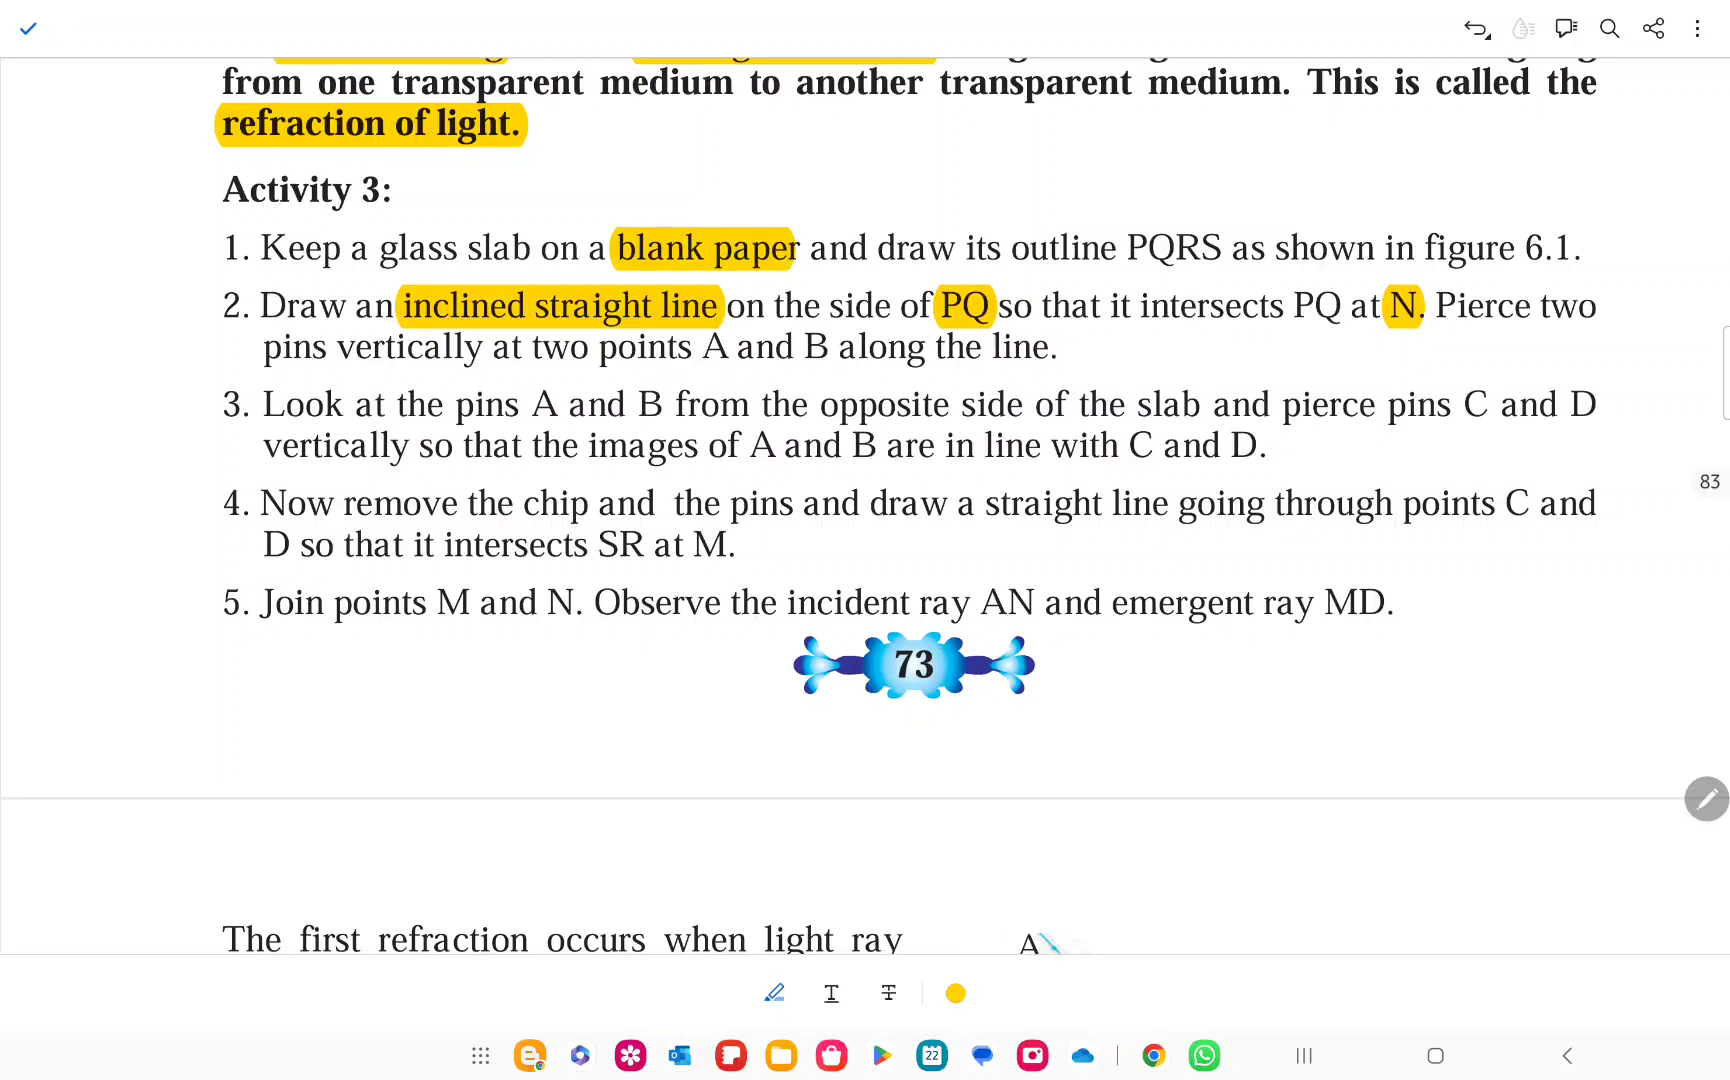 from one transparent medium to another transparent medium. This is called the
refraction of light.
Activity 3:
1. Keep a glass slab on a blank paper and draw its outline PQRS as shown in figure 6.1.
2. Draw an inclined straight line on the side of PQ so that it intersects PQ at N. Pierce two
pins vertically at two points A and B along the line.
3. Look at the pins A and B from the opposite side of the slab and pierce pins C and D
vertically so that the images of A and B are in line with C and D.
4. Now remove the chip and the pins and draw a straight line going through points C and
D so that it intersects SR at M.
83
5. Join points M and N. Observe the incident ray AN and emergent ray MD.
73
The first refraction occurs when light ray
A
22